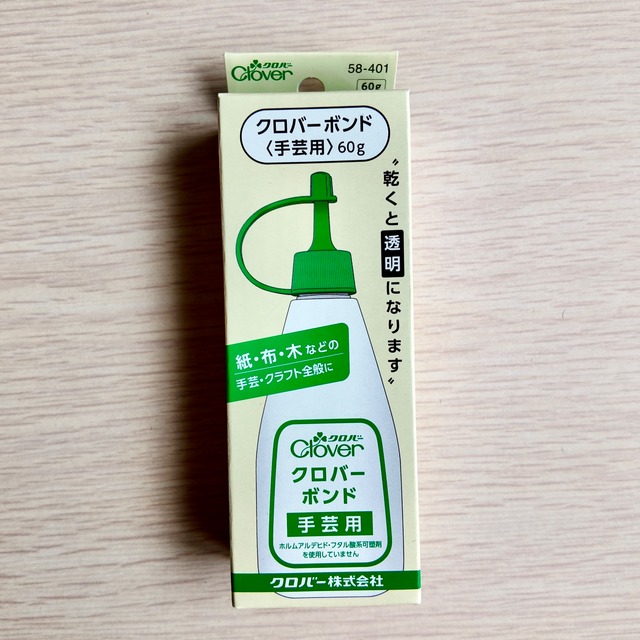 クロバー
Clover
58-401
60g
クロバーボンド
〈手芸用〉60g
〝乾くと透明になります〟
紙・布・木などの
手芸・クラフト全般に
クロバー
Clover
クロバー
ボンド
手芸用
ホルムアルデヒド・フタル酸系可塑剤
を使用していません
クロバー株式会社